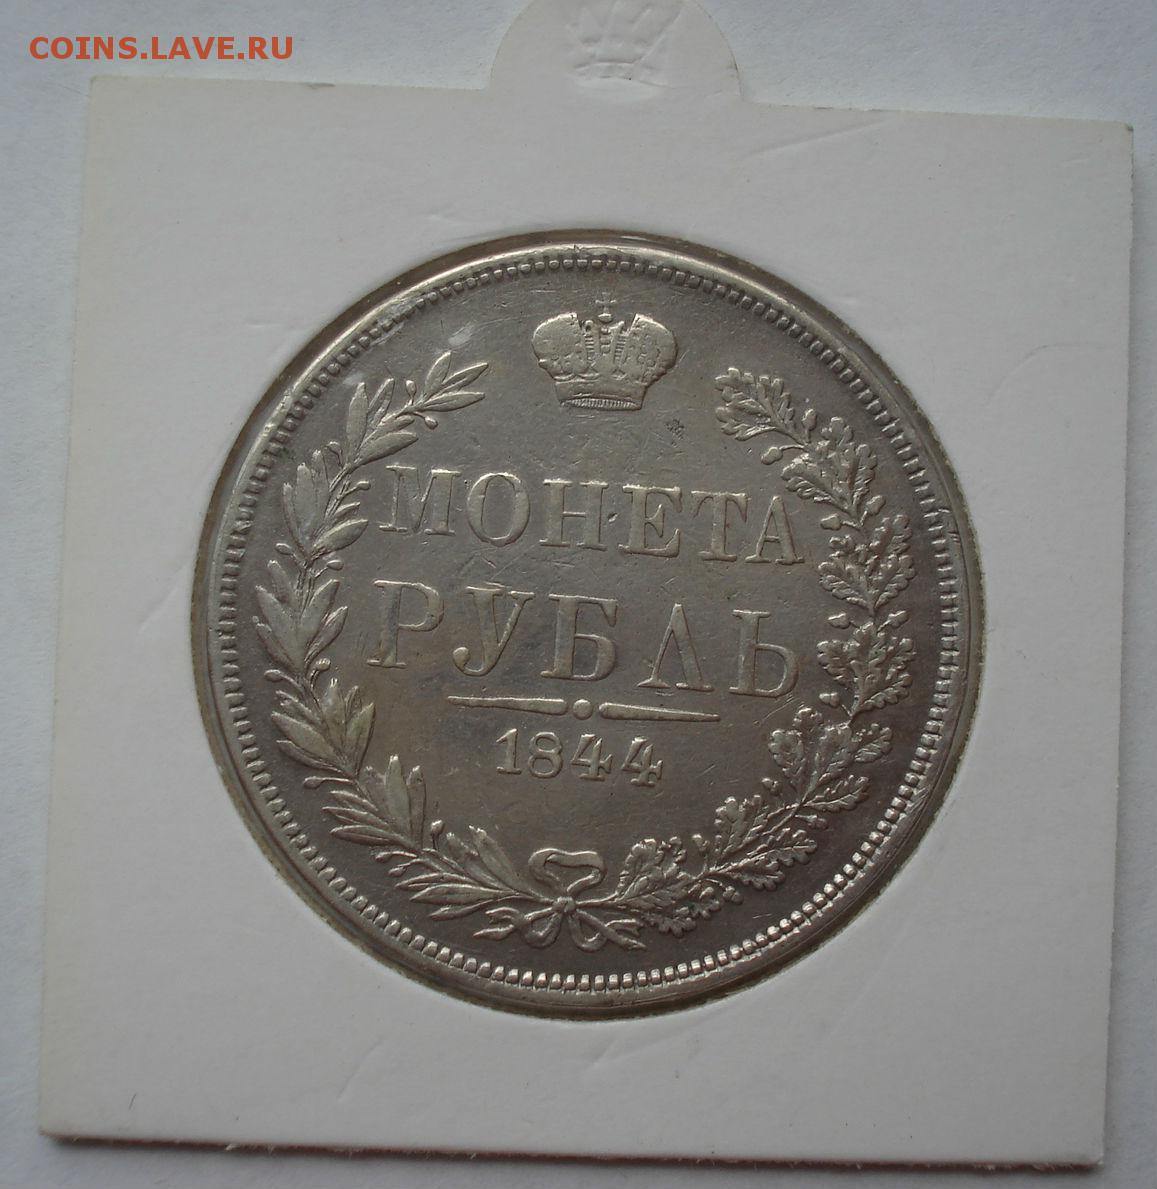 COINS.LAVE.RU
МОНЕТА
РУБЛЬ
1844